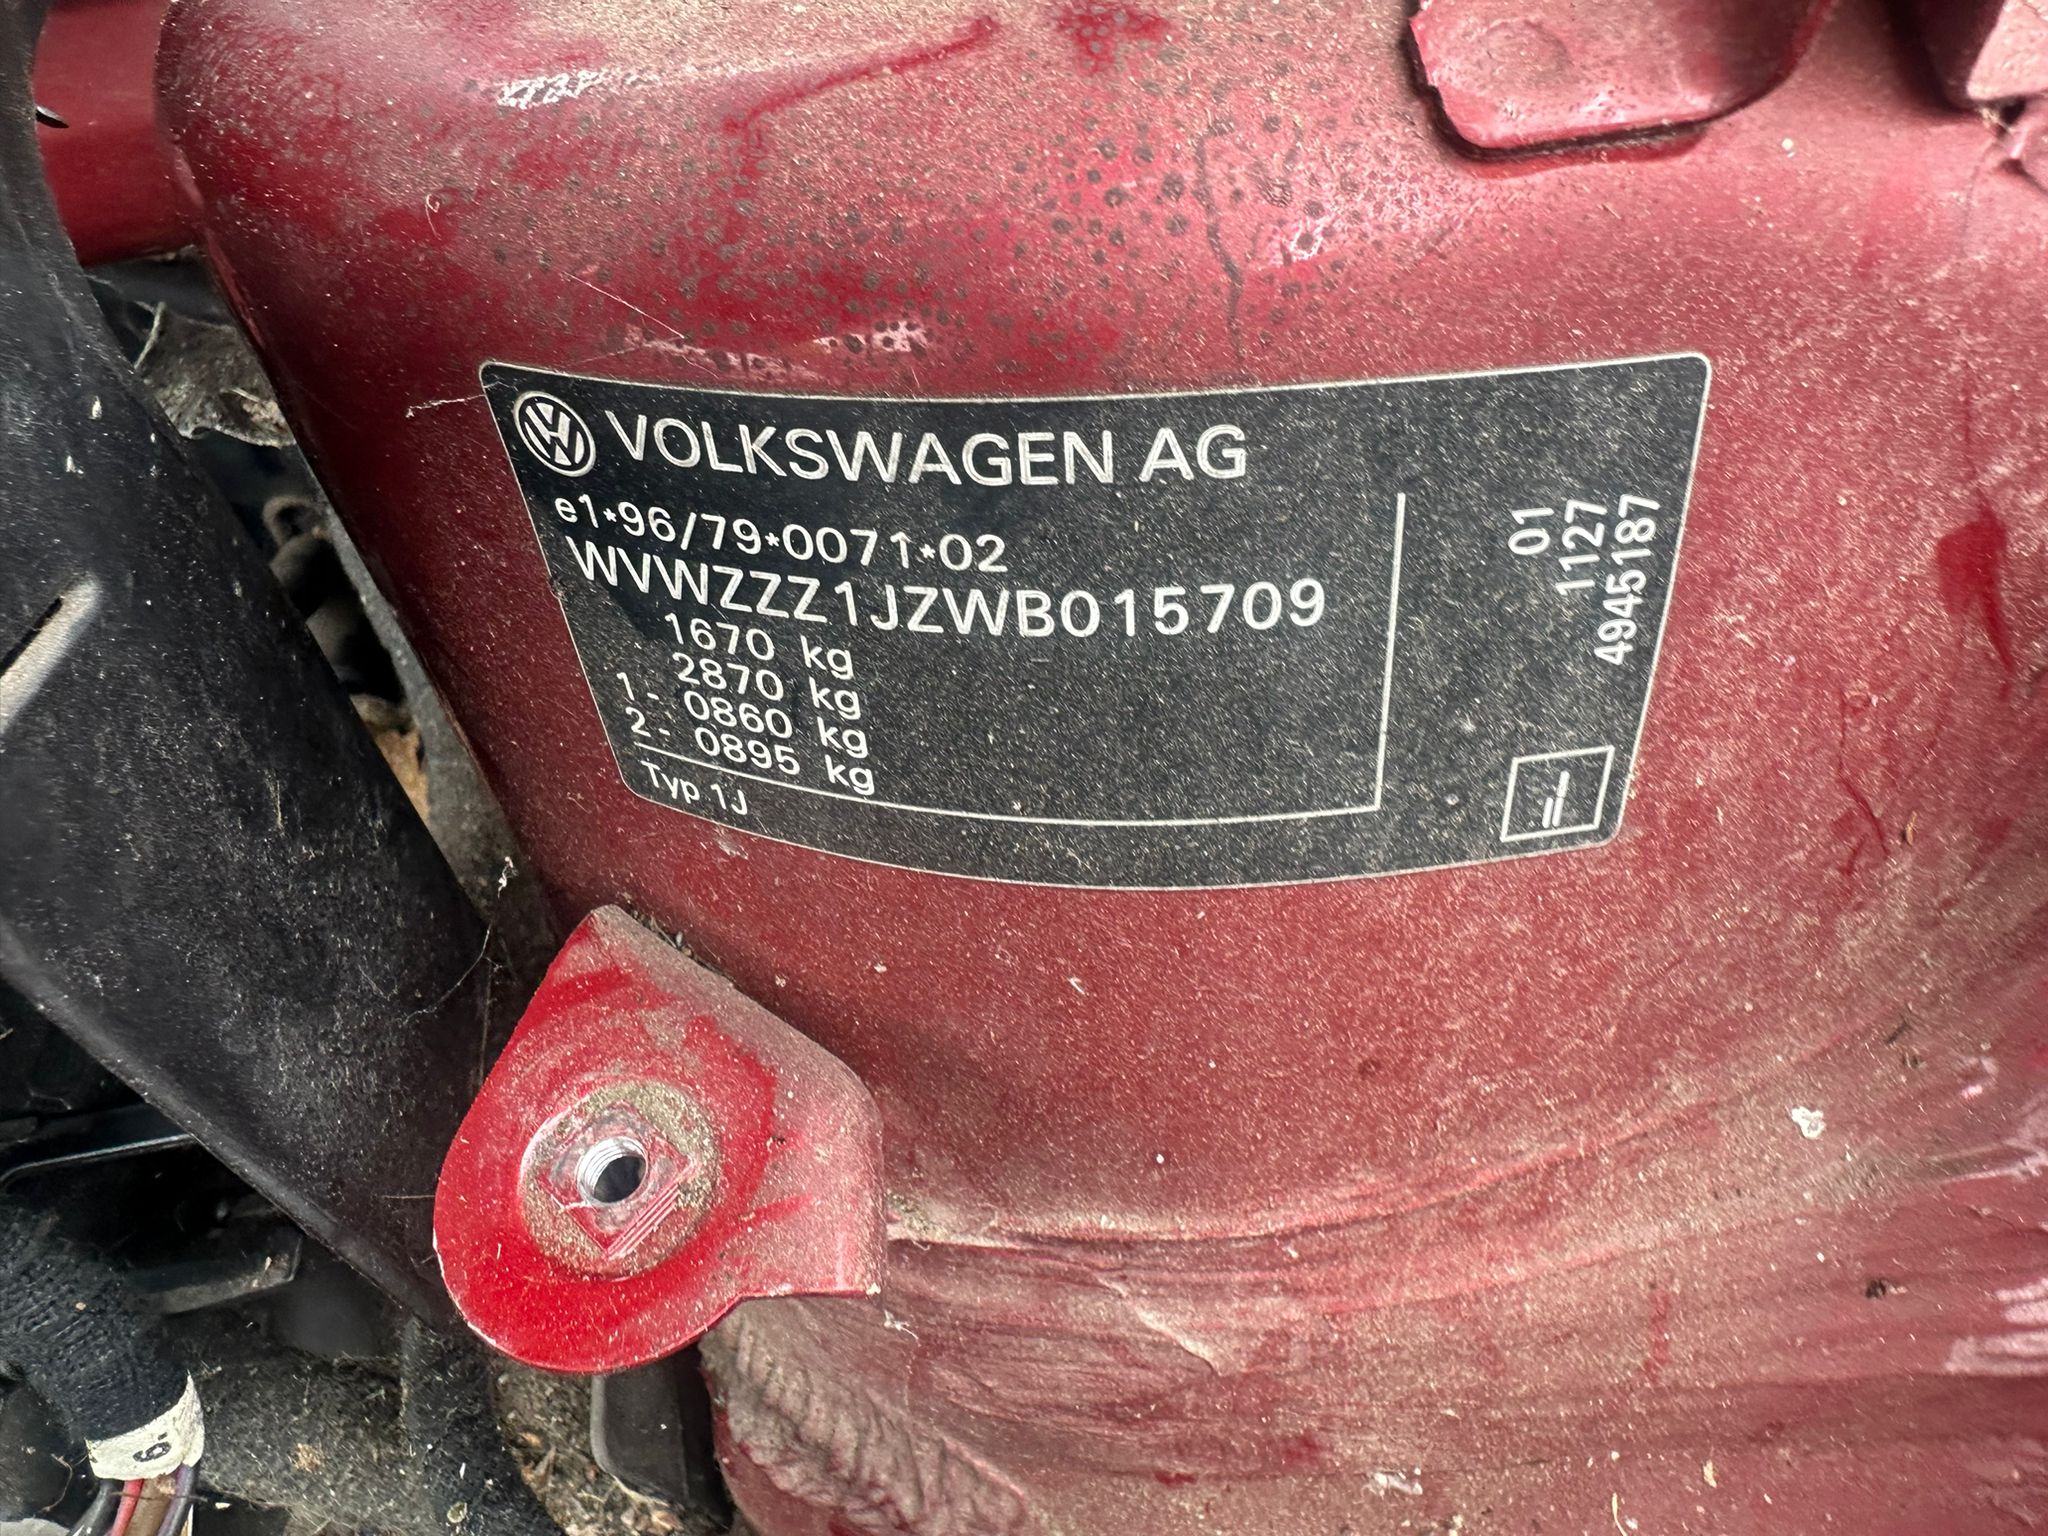 VOLKSWAGEN AG
e1*96/79*0071*02
WVWZZZ1JZWB015709
1670 kg
2870 kg
1 - 0860 kg
2 - 0895 kg
Typ 1J
01
1127
4945187
6.